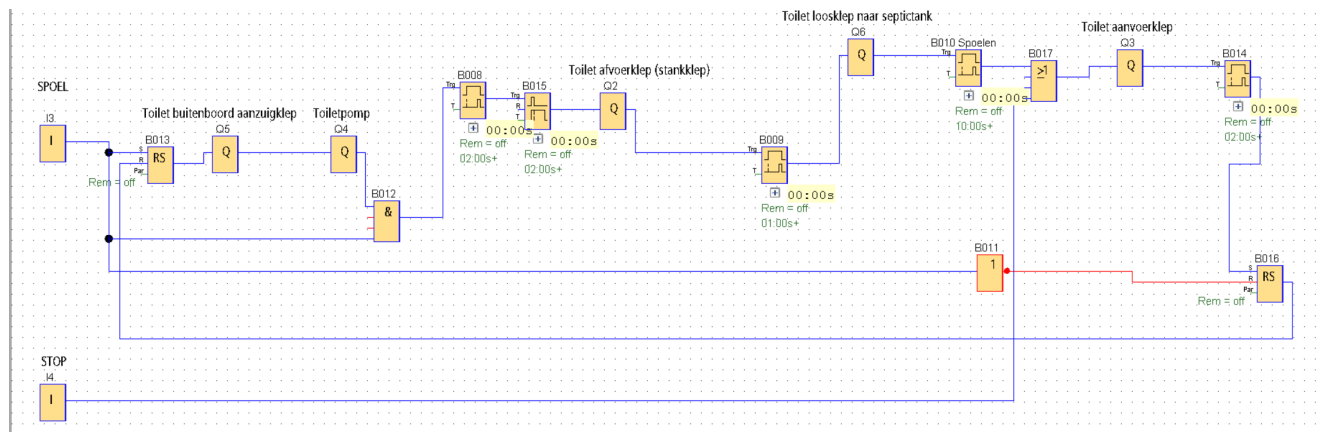 Toilet loosklep naar septictank
Q6
Q
Toilet aanvoerklep
B010 Spoelen
Trg
T
00:00s
Rem = off
10:00s+
B017
≥1
Q3
Q
B014
Trg
R
T
00:00s
Rem = off
02:00s+
SPOEL
I3
I
Toilet buitenboord aanzuigklep
B013
S
R
Par
RS
Rem = off
Q5
Q
Toiletpomp
Q4
Q
B012
&
B008
Trg
T
00:00s
Rem = off
02:00s+
B015
R
T
00:00s
Rem = off
02:00s+
Toilet afvoerklep (stankklep)
Q2
Q
B009
Trg
T
00:00s
Rem = off
01:00s+
B011
1
B016
S
R
Par
RS
Rem = off
STOP
I4
I